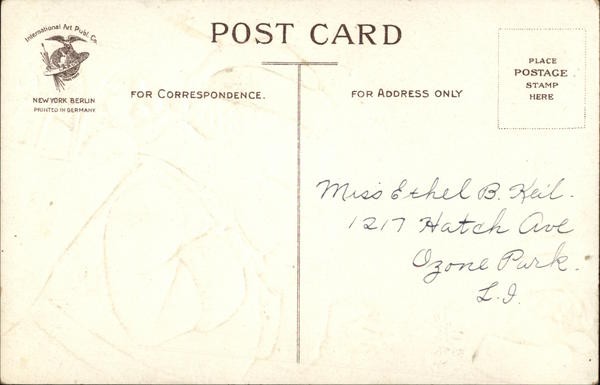 International Art Publ. Co.
NEW YORK BERLIN
PRINTED IN GERMANY
POST CARD
FOR CORRESPONDENCE.
FOR ADDRESS ONLY
PLACE
POSTAGE
STAMP
HERE
Miss Ethel B. Keil.
1217 Hatch Ave
Ozone Park.
L.I.